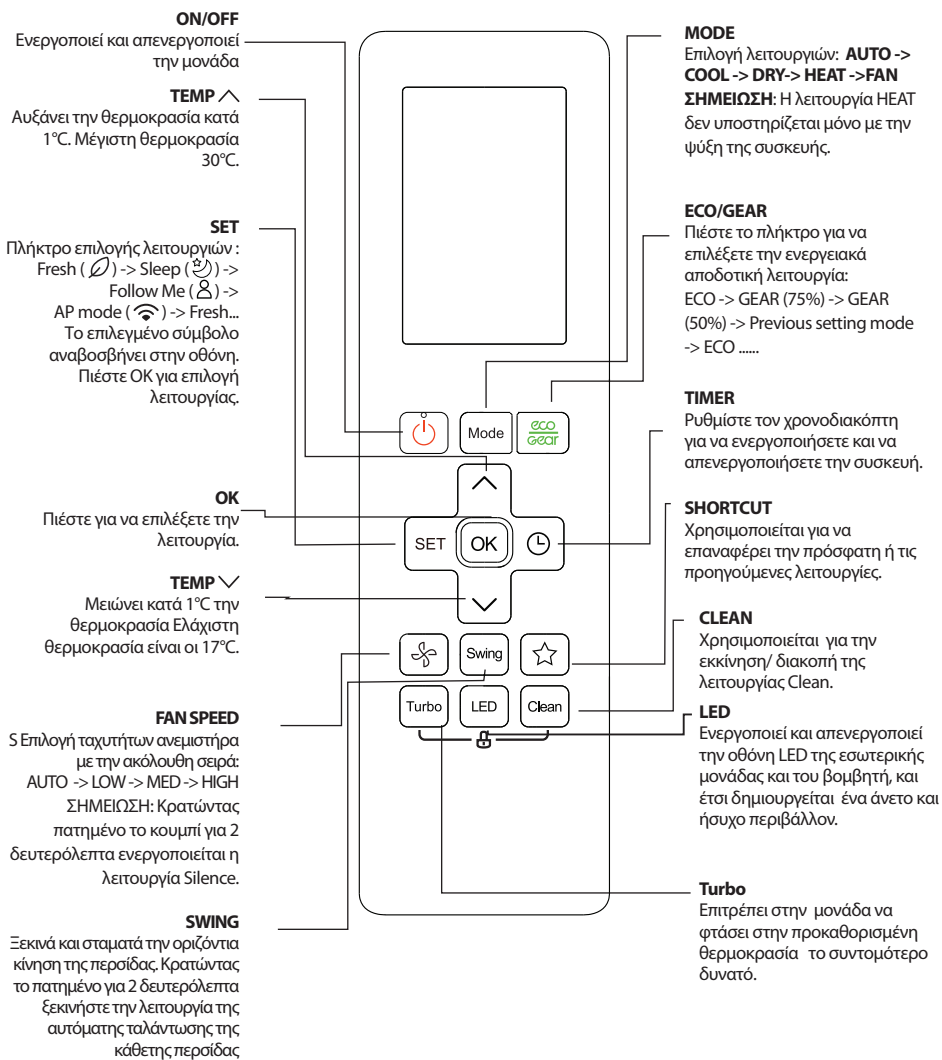 ON/OFF
Ενεργοποιεί και απενεργοποιεί
την μονάδα
TEMP
Αυξάνει την θερμοκρασία κατά
1°C. Μέγιστη θερμοκρασία
30°C.
SET
Πλήκτρο επιλογής λειτουργιών :
Fresh ( ) -> Sleep ( ) ->
Follow Me ( ) ->
AP mode ( ) -> Fresh...
Το επιλεγμένο σύμβολο
αναβοσβήνει στην οθόνη.
Πιέστε OK για επιλογή
λειτουργίας.
OK
Πιέστε για να επιλέξετε την
λειτουργία.
TEMP
Μειώνει κατά 1°C την
θερμοκρασία Ελάχιστη
θερμοκρασία είναι οι 17°C.
FAN SPEED
S Επιλογή ταχυτήτων ανεμιστήρα
με την ακόλουθη σειρά:
AUTO -> LOW -> MED -> HIGH
ΣΗΜΕΙΩΣΗ: Κρατώντας
πατημένο το κουμπί για 2
δευτερόλεπτα ενεργοποιείται η
λειτουργία Silence.
SWING
Ξεκινά και σταματά την οριζόντια
κίνηση της περσίδας. Κρατώντας
το πατημένο για 2 δευτερόλεπτα
ξεκινήστε την λειτουργία της
αυτόματης ταλάντωσης της
κάθετης περσίδας
Mode
eco
Gear
SET
OK
Swing
Turbo
LED
Clean
MODE
Επιλογή λειτουργιών: AUTO ->
COOL -> DRY-> HEAT ->FAN
ΣΗΜΕΙΩΣΗ: Η λειτουργία HEAT
δεν υποστηρίζεται μόνο με την
ψύξη της συσκευής.
ECO/GEAR
Πιέστε το πλήκτρο για να
επιλέξετε την ενεργειακά
αποδοτική λειτουργία:
ECO -> GEAR (75%) -> GEAR
(50%) -> Previous setting mode
-> ECO ......
TIMER
Ρυθμίστε τον χρονοδιακόπτη
για να ενεργοποιήσετε και να
απενεργοποιήσετε την συσκευή.
SHORTCUT
Χρησιμοποιείται για να
επαναφέρει την πρόσφατη ή τις
προηγούμενες λειτουργίες.
CLEAN
Χρησιμοποιείται για την
εκκίνηση/ διακοπή της
λειτουργίας Clean.
LED
Ενεργοποιεί και απενεργοποιεί
την οθόνη LED της εσωτερικής
μονάδας και του βομβητή, και
έτσι δημιουργείται ένα άνετο και
ήσυχο περιβάλλον.
Turbo
Επιτρέπει στην μονάδα να
φτάσει στην προκαθορισμένη
θερμοκρασία το συντομότερο
δυνατό.